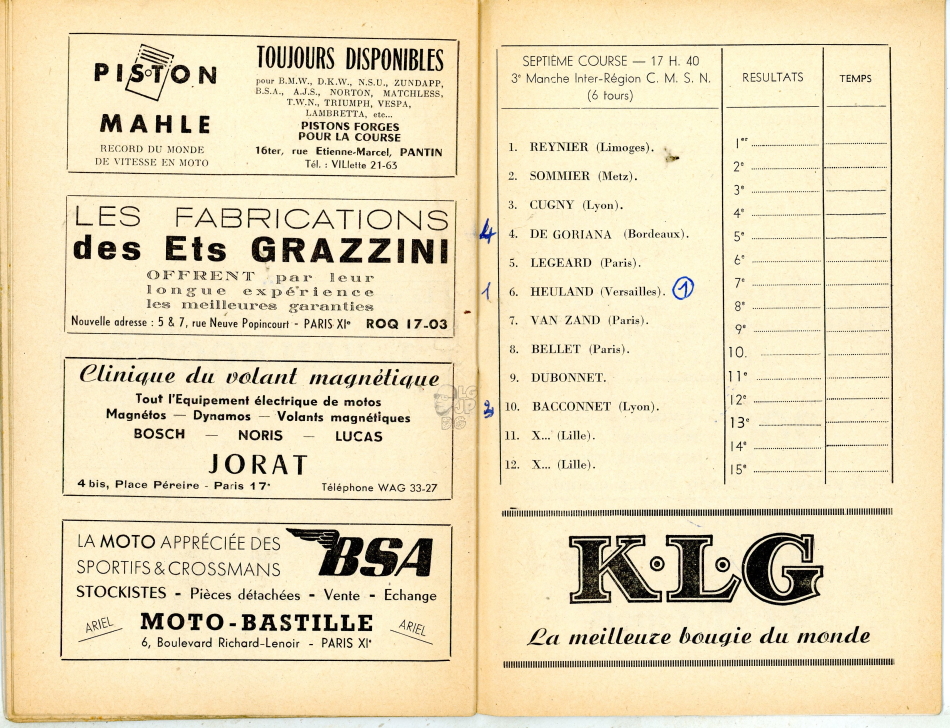 PISTON
MAHLE
RECORD DU MONDE
DE VITESSE EN MOTO
TOUJOURS DISPONIBLES
pour B.M.W., D.K.W., N.S.U., ZUNDAPP,
B.S.A., A.J.S., NORTON, MATCHLESS,
T.W.N., TRIUMPH, VESPA,
LAMBRETTA, etc...
PISTONS FORGES
POUR LA COURSE
16ter, rue Etienne-Marcel, PANTIN
Tél. : VILlette 21-63
LES FABRICATIONS
des Ets GRAZZINI
OFFRENT par leur
longue expérience
les meilleures garanties
Nouvelle adresse : 5 & 7, rue Neuve Popincourt - PARIS XIe ROQ 17-03
Clinique du volant magnétique
Tout l'Equipement électrique de motos
Magnétos — Dynamos — Volants magnétiques
BOSCH — NORIS — LUCAS
JORAT
4 bis, Place Péreire - Paris 17e Téléphone WAG 33-27
LA MOTO APPRÉCIÉE DES
SPORTIFS & CROSSMANS
BSA
STOCKISTES - Pièces détachées - Vente - Echange
ARIEL MOTO-BASTILLE ARIEL
6, Boulevard Richard-Lenoir - PARIS XIe
SEPTIÈME COURSE — 17 H. 40
3e Manche Inter-Région C. M. S. N.
(6 tours)
RESULTATS
TEMPS
1. REYNIER (Limoges).
2. SOMMIER (Metz).
3. CUGNY (Lyon).
4 4. DE GORIANA (Bordeaux).
5. LEGEARD (Paris).
1 6. HEULAND (Versailles). 1
7. VAN ZAND (Paris).
8. BELLET (Paris).
9. DUBONNET.
10. BACCONNET (Lyon).
11. X... (Lille).
12. X... (Lille).
1er
2e
3e
4e
5e
6e
7e
8e
9e
10.
11e
12e
13e
14e
15e
K.L.G
La meilleure bougie du monde